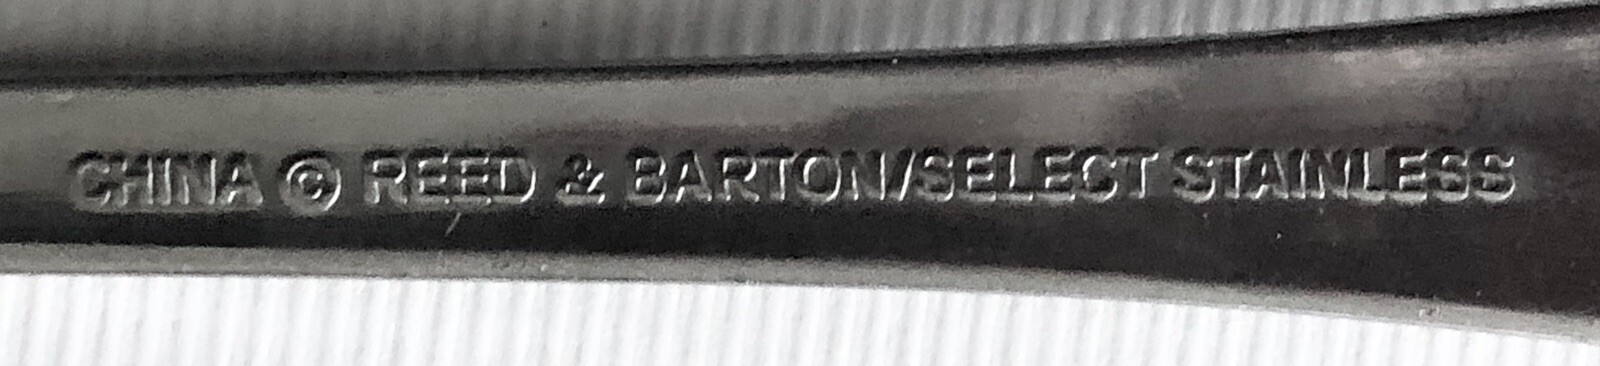 CHINA © REED & BARTON/SELECT STAINLESS